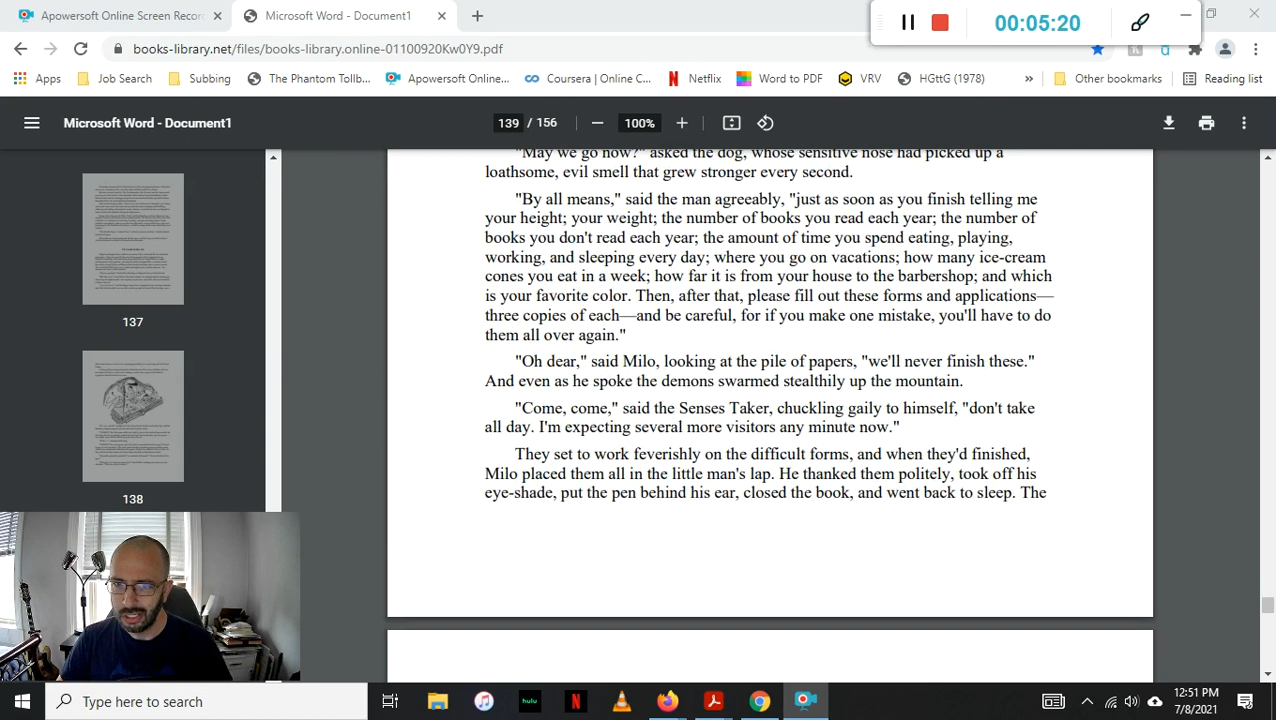 Apowersoft Online Screen Recor
Microsoft Word - Document1
00:05:20
books-library.net/files/books-library.online-01100920Kw0Y9.pdf
Apps
Job Search
Subbing
The Phantom Tollb...
Apowersoft Online...
Coursera | Online C...
Netflix
Word to PDF
VRV
HGttG (1978)
»
Other bookmarks
Reading list
Microsoft Word - Document1
139 / 156
100%
"May we go now?" asked the dog, whose sensitive nose had picked up a
loathsome, evil smell that grew stronger every second.
"By all means," said the man agreeably, "just as soon as you finish telling me
your height; your weight; the number of books you read each year; the number of
books you don't read each year; the amount of time you spend eating, playing,
working, and sleeping every day; where you go on vacations; how many ice-cream
cones you eat in a week; how far it is from your house to the barbershop; and which
is your favorite color. Then, after that, please fill out these forms and applications—
three copies of each—and be careful, for if you make one mistake, you'll have to do
them all over again."
"Oh dear," said Milo, looking at the pile of papers, "we'll never finish these."
And even as he spoke the demons swarmed stealthily up the mountain.
"Come, come," said the Senses Taker, chuckling gaily to himself, "don't take
all day. I'm expecting several more visitors any minute now."
They set to work feverishly on the difficult forms, and when they'd finished,
Milo placed them all in the little man's lap. He thanked them politely, took off his
eye-shade, put the pen behind his ear, closed the book, and went back to sleep. The
137
138
Type here to search
hulu
12:51 PM
7/8/2021